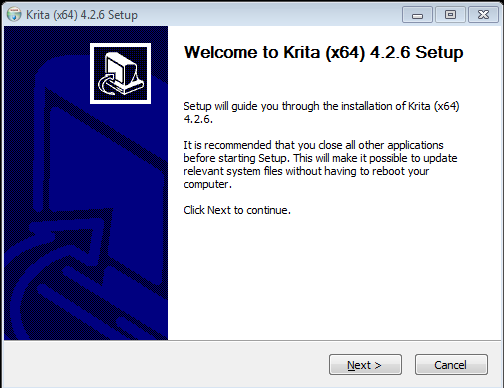 Krita (x64) 4.2.6 Setup
Welcome to Krita (x64) 4.2.6 Setup
Setup will guide you through the installation of Krita (x64)
4.2.6.
It is recommended that you close all other applications
before starting Setup. This will make it possible to update
relevant system files without having to reboot your
computer.
Click Next to continue.
Next >
Cancel